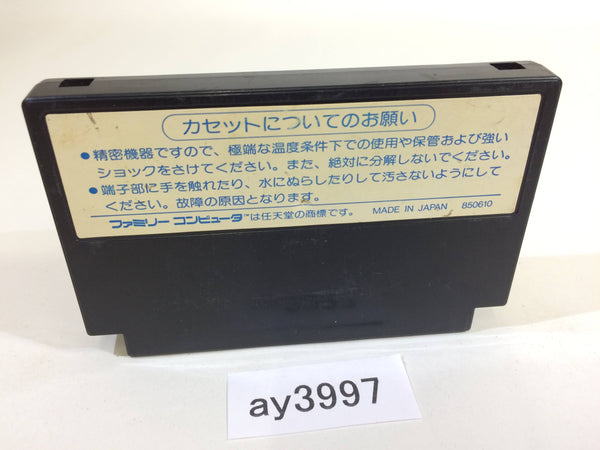 カセットについてのお願い
●精密機器ですので、極端な温度条件下での使用や保管および強い
ショックをさけてください。また、絶対に分解しないでください。
●端子部に手を触れたり、水にぬらしたりして汚さないようにして
ください。故障の原因となります。
ファミリー コンピュータ™は任天堂の商標です。 MADE IN JAPAN 850610
ay3997